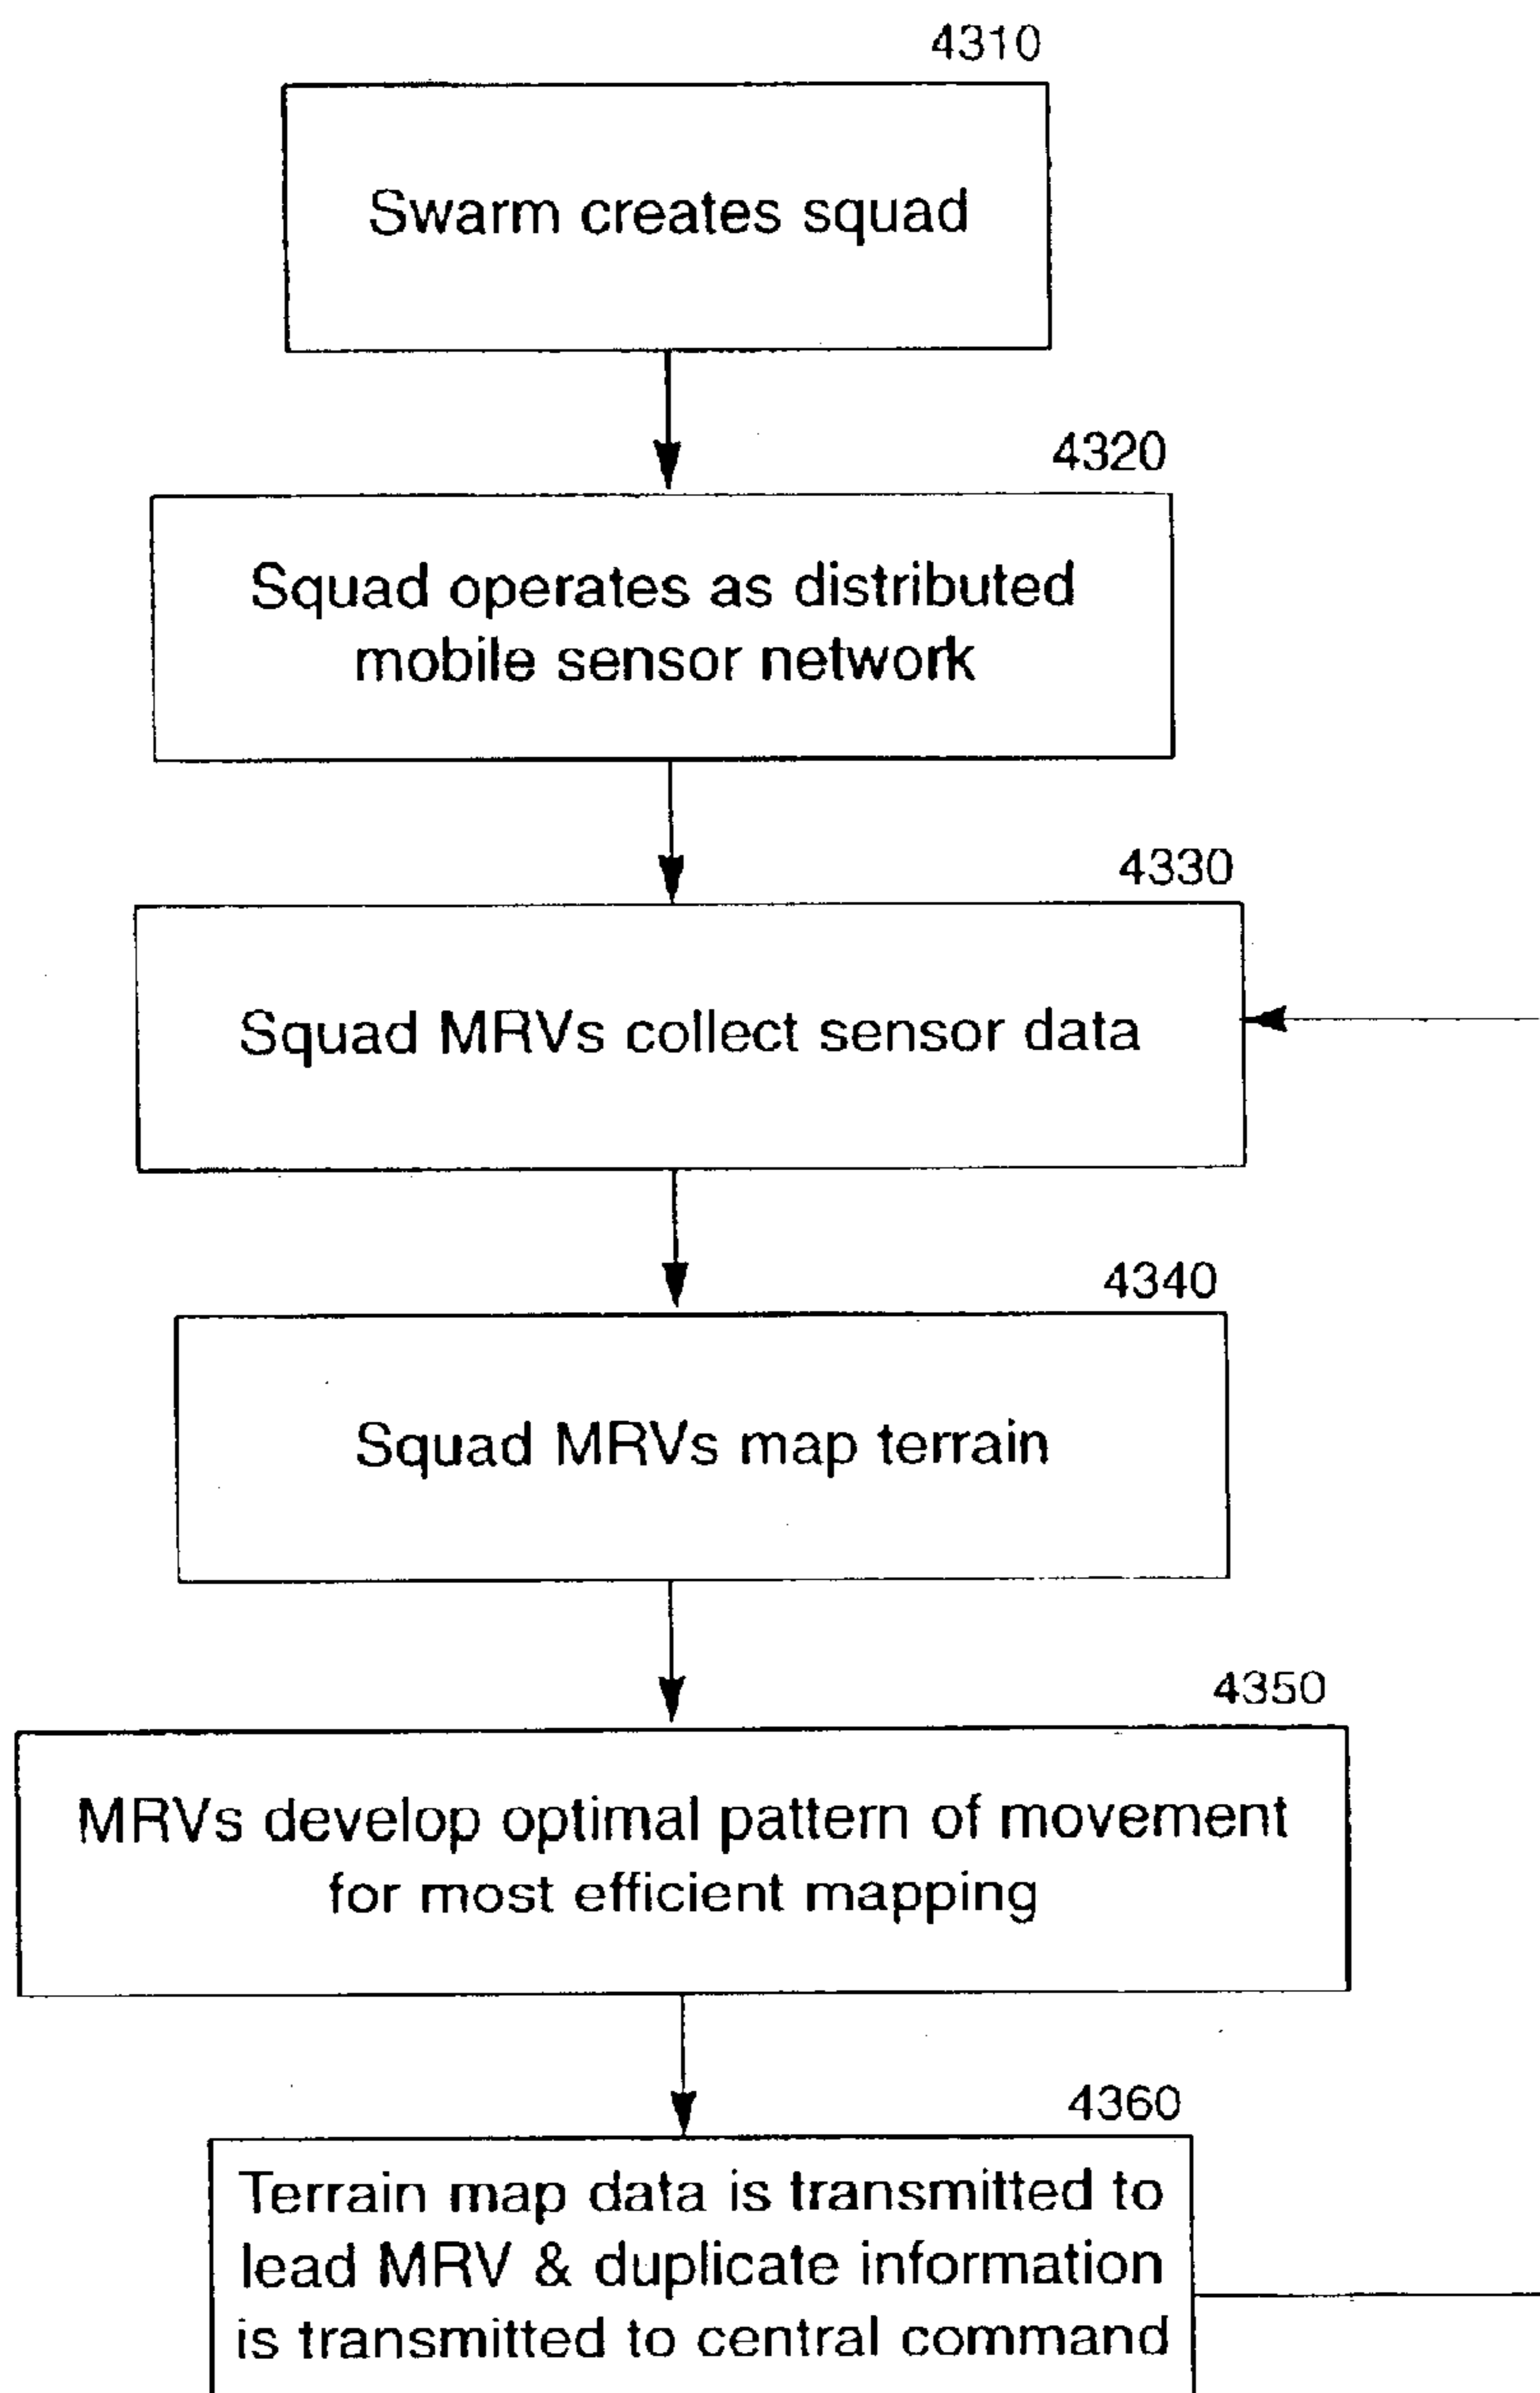 4310
Swarm creates squad
4320
Squad operates as distributed
mobile sensor network
4330
Squad MRVs collect sensor data
4340
Squad MRVs map terrain
4350
MRVs develop optimal pattern of movement
for most efficient mapping
4360
Terrain map data is transmitted to
lead MRV & duplicate information
is transmitted to central command